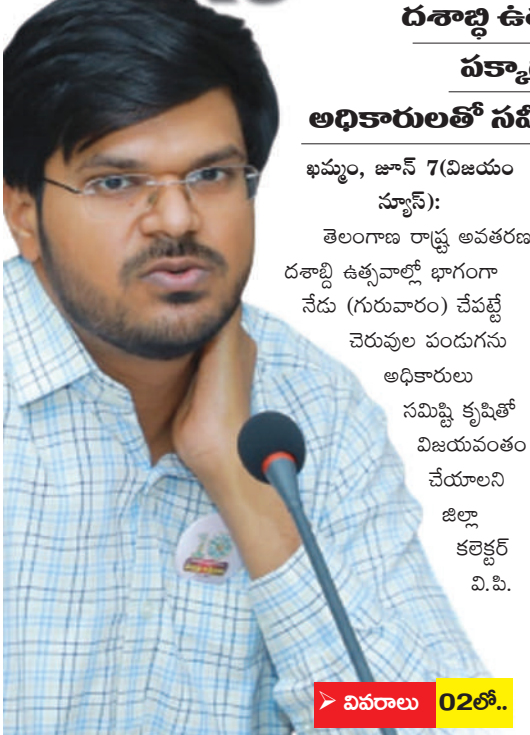 దశాబ్ధి
అధికారులతో
ఖమ్మం, జూన్ 7(విజయం
న్యూస్):
తెలంగాణ రాష్ట్ర అవతరణ
దశాబ్ది ఉత్సవాల్లో భాగంగా
నేడు (గురువారం) చేపట్టే
చెరువుల పండుగను
అధికారులు
సమిష్టి కృషితో
విజయవంతం
చేయాలని
జిల్లా
కలెక్టర్
వి.పి.
వివరాలు 02లో..